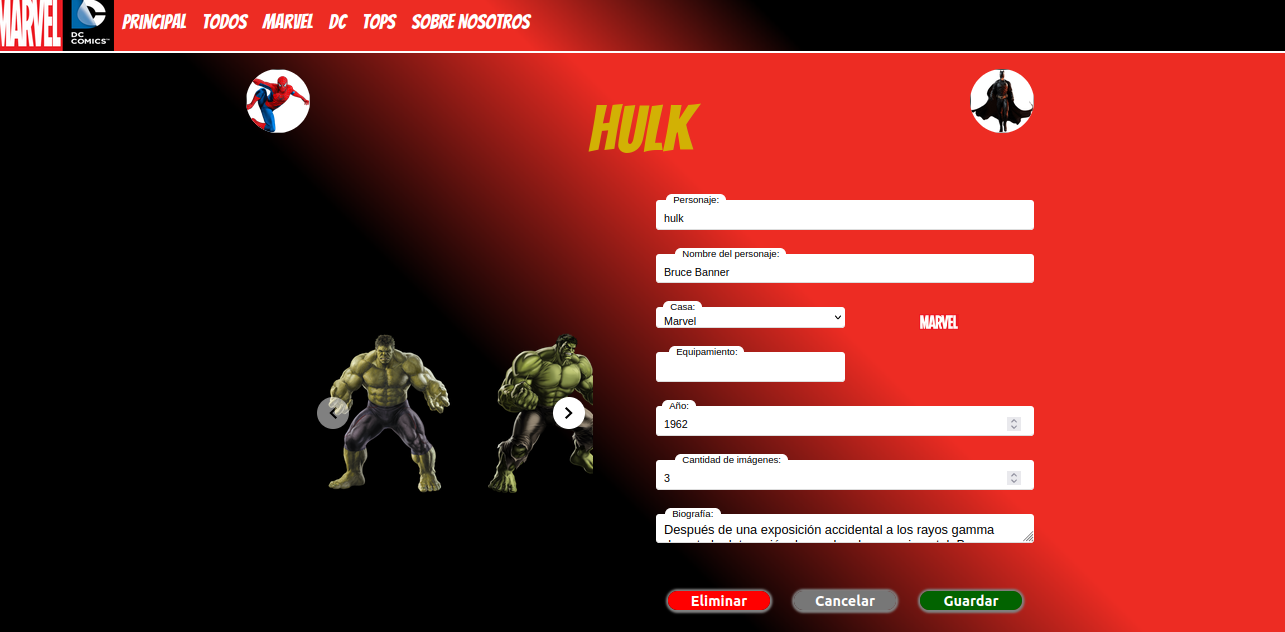 MARVEL
DC
COMICS™
PRINCIPAL TODOS MARVEL DC TOPS SOBRE NOSOTROS
HULK
Personaje:
hulk
Nombre del personaje:
Bruce Banner
Casa:
Marvel
MARVEL
Equipamiento:
Año:
1962
Cantidad de imágenes:
3
Biografía:
Después de una exposición accidental a los rayos gamma
Eliminar Cancelar Guardar